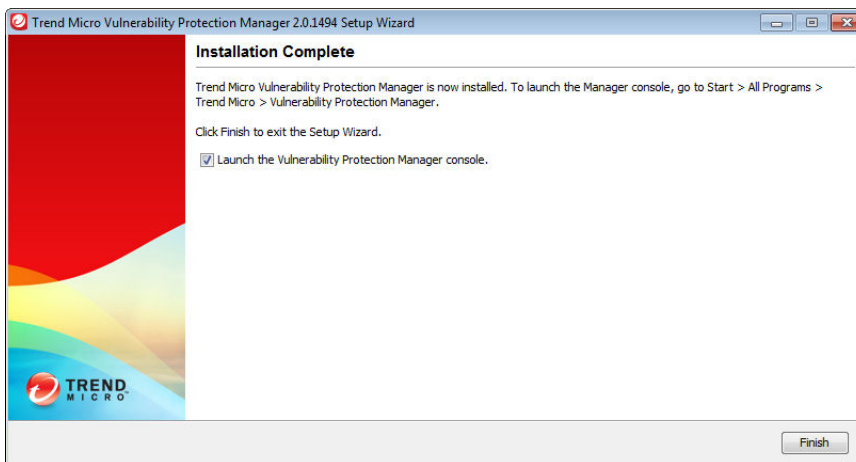 Trend Micro Vulnerability Protection Manager 2.0.1494 Setup Wizard
Installation Complete
Trend Micro Vulnerability Protection Manager is now installed. To launch the Manager console, go to Start > All Programs >
Trend Micro > Vulnerability Protection Manager.
Click Finish to exit the Setup Wizard.
Launch the Vulnerability Protection Manager console.
TREND
MICRO
Finish